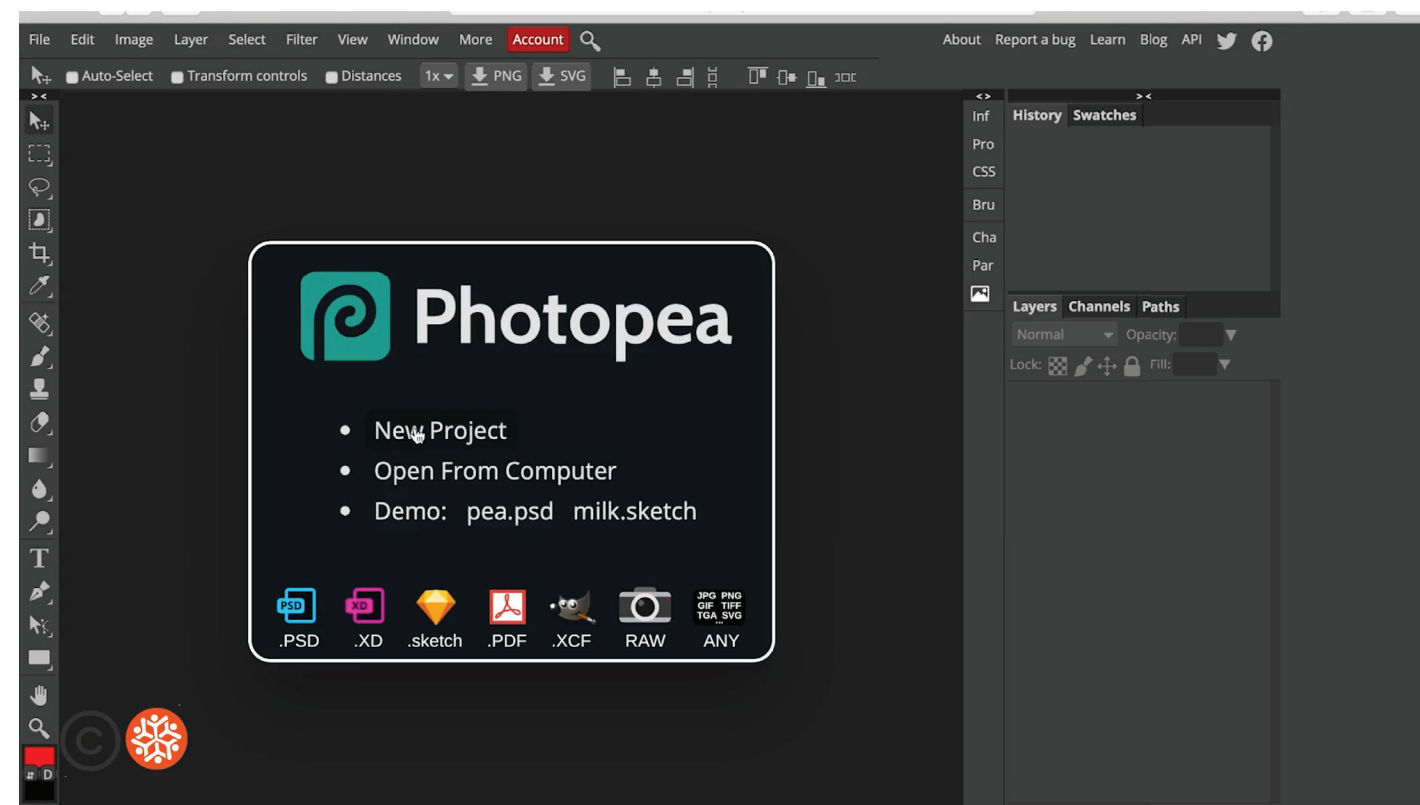 File Edit Image Layer Select Filter View Window More Account About Report a bug Learn Blog API
Auto-Select Transform controls Distances 1x PNG SVG
> < < > > <
Inf
Pro
CSS
Bru
Cha
Par
History Swatches
Layers Channels Paths
Normal Opacity:
Lock: Fill:
Photopea
New Project
Open From Computer
Demo: pea.psd milk.sketch
PSD XD JPG PNG
GIF TIFF
TGA SVG
...
.PSD .XD .sketch .PDF .XCF RAW ANY
T
C
D